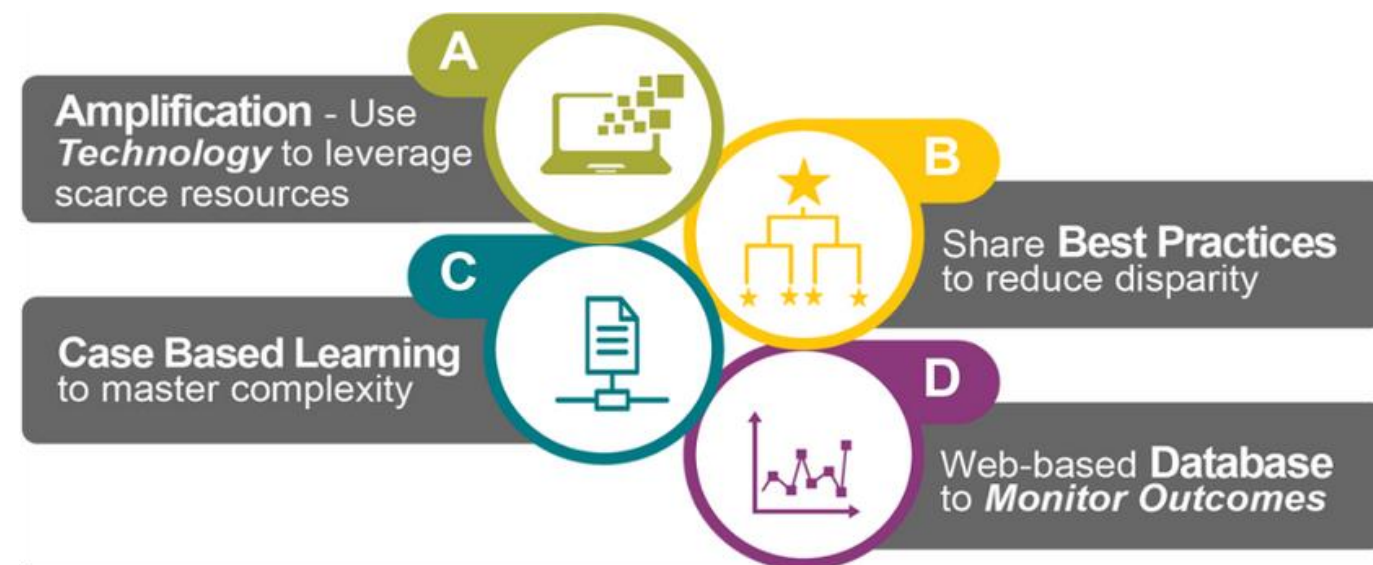 A
Amplification - Use
Technology to leverage
scarce resources
B
Share Best Practices
to reduce disparity
C
Case Based Learning
to master complexity
D
Web-based Database
to Monitor Outcomes